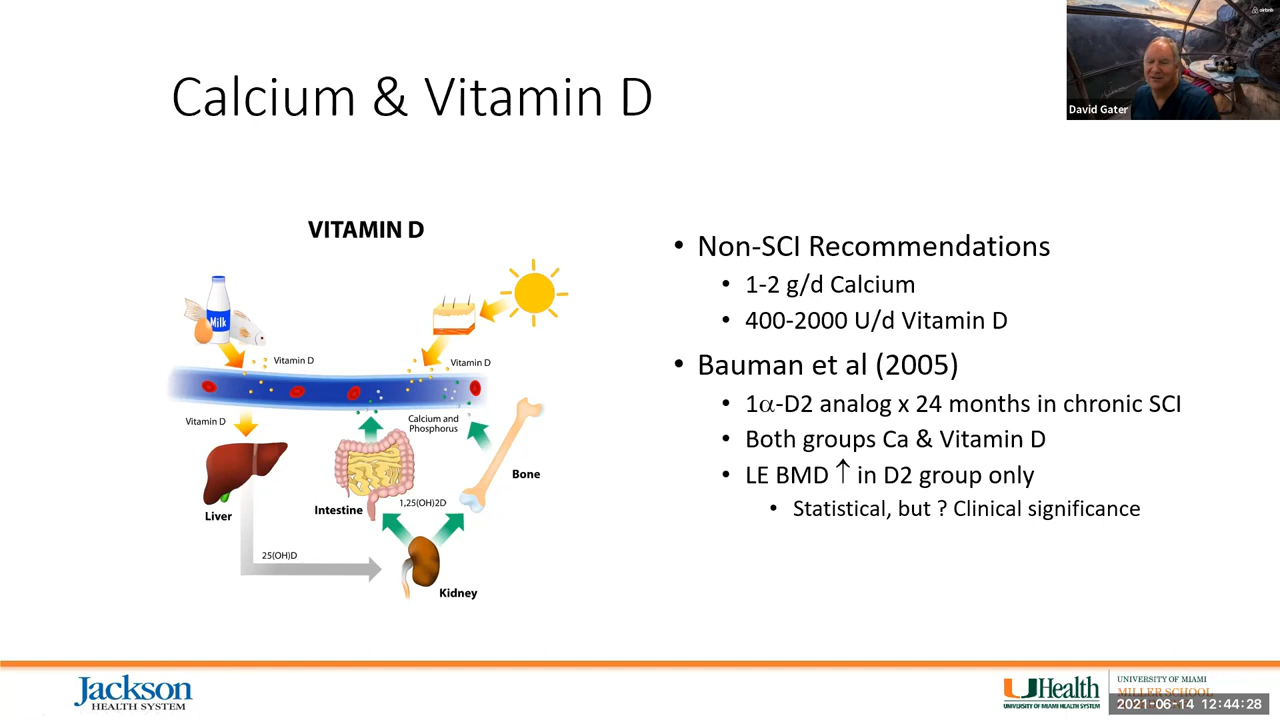 Calcium & Vitamin D
airbnb
David Gater
VITAMIN D
Milk
Vitamin D
Vitamin D
Vitamin D
Calcium and
Phosphorus
Bone
Liver
Intestine
1,25(OH)2D
25(OH)D
Kidney
• Non-SCI Recommendations
• 1-2 g/d Calcium
• 400-2000 U/d Vitamin D
• Bauman et al (2005)
• 1α-D2 analog x 24 months in chronic SCI
• Both groups Ca & Vitamin D
• LE BMD ↑ in D2 group only
• Statistical, but ? Clinical significance
Jackson
HEALTH SYSTEM
UHealth
UNIVERSITY OF MIAMI HEALTH SYSTEM
UNIVERSITY OF MIAMI
MILLER SCHOOL
2021-06-14 12:44:28